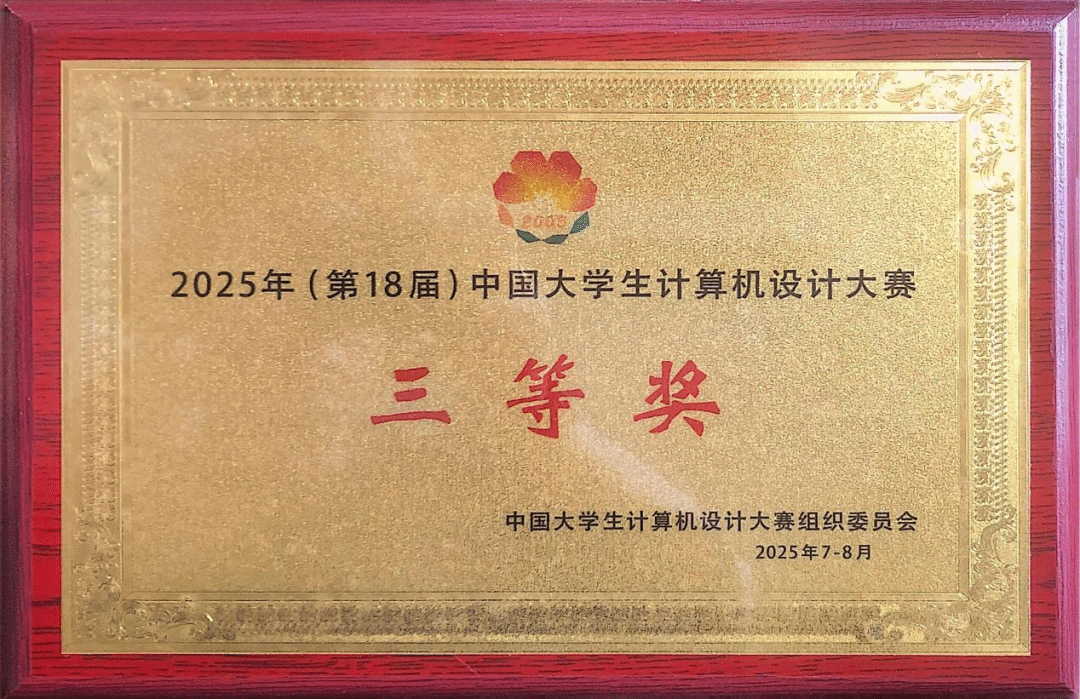 2008
2025年(第18届)中国大学生计算机设计大赛
三等奖
中国大学生计算机设计大赛组织委员会
2025年7-8月